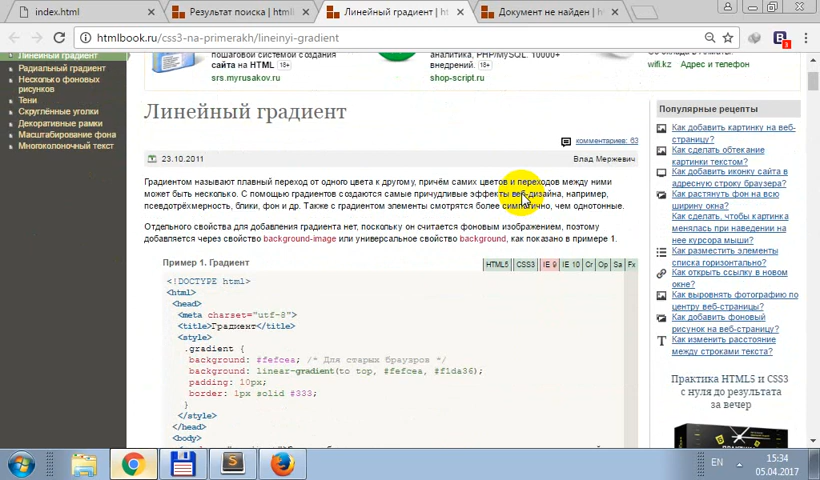 index.html
Результат поиска | html
Линейный градиент | h
Документ не найден | h
htmlbook.ru/css3-na-primerakh/lineinyi-gradient
3
Линейный градиент
Радиальный градиент
Несколько фоновых
рисунков
Тени
Скруглённые уголки
Декоративные рамки
Масштабирование фона
Многоколоночный текст
пошаговой системой создания
сайта на HTML 18+
srs.myrusakov.ru
аналитика, PHP/MySQL. 10000+
внедрений. 18+
shop-script.ru
wifi.kz Адрес и телефон
Линейный градиент
комментариев: 63
23.10.2011
Влад Мержевич
Градиентом называют плавный переход от одного цвета к другому, причём самих цветов и переходов между ними
может быть несколько. С помощью градиентов создаются самые причудливые эффекты веб-дизайна, например,
псевдотрёхмерность, блики, фон и др. Также с градиентом элементы смотрятся более симпатично, чем однотонные.
Отдельного свойства для добавления градиента нет, поскольку он считается фоновым изображением, поэтому
добавляется через свойство background-image или универсальное свойство background, как показано в примере 1.
Пример 1. Градиент
HTML5 CSS3 IE 9 IE 10 Cr Op Sa Fx
<!DOCTYPE html>
<html>
<head>
<meta charset="utf-8">
<title>Градиент</title>
<style>
.gradient {
background: #fefcea; /* Для старых браузров */
background: linear-gradient(to top, #fefcea, #f1da36);
padding: 10px;
border: 1px solid #333;
}
</style>
</head>
<body>
Популярные рецепты
Как добавить картинку на веб-
страницу?
Как сделать обтекание
картинки текстом?
Как добавить иконку сайта в
адресную строку браузера?
Как растянуть фон на всю
ширину окна?
Как сделать, чтобы картинка
менялась при наведении на
нее курсора мыши?
Как разместить элементы
списка горизонтально?
Как открыть ссылку в новом
окне?
Как выровнять фотографию по
центру веб-страницы?
Как добавить фоновый
рисунок на веб-страницу?
Как изменить расстояние
между строками текста?
Практика HTML5 и CSS3
с нуля до результата
за вечер
EN
15:34
05.04.2017